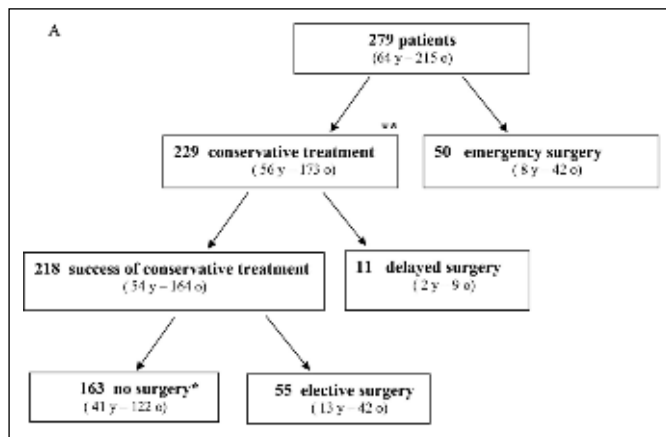 A
279 patients
(64 y – 215 o)
**
229 conservative treatment
( 56 y – 173 o)
50 emergency surgery
( 8 y – 42 o)
218 success of conservative treatment
( 54 y – 164 o)
11 delayed surgery
( 2 y – 9 o)
163 no surgery*
( 41 y – 122 o)
55 elective surgery
( 13 y – 42 o)